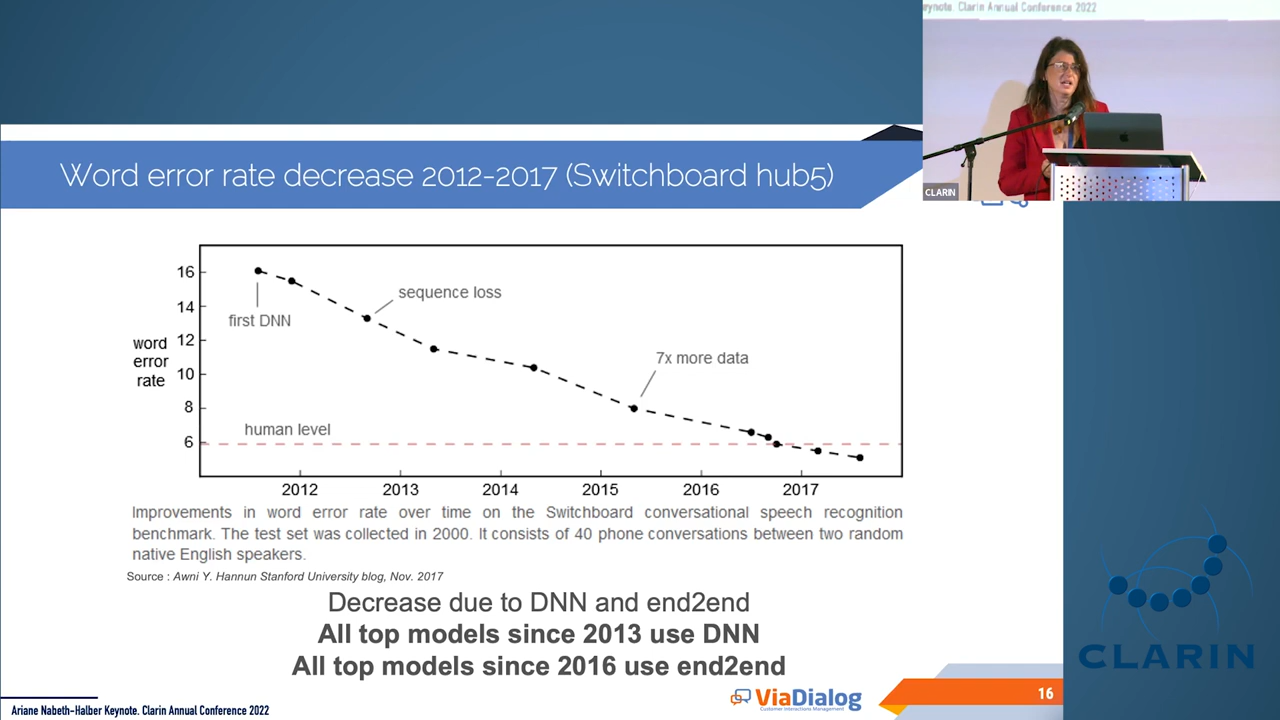 eynote. Clarin Annual Conference 2022
CLARIN
Word error rate decrease 2012-2017 (Switchboard hub5)
16
14
12
10
8
6
word
error
rate
first DNN
sequence loss
7x more data
human level
2012 2013 2014 2015 2016 2017
Improvements in word error rate over time on the Switchboard conversational speech recognition
benchmark. The test set was collected in 2000. It consists of 40 phone conversations between two random
native English speakers.
Source : Awni Y. Hannun Stanford University blog, Nov. 2017
Decrease due to DNN and end2end
All top models since 2013 use DNN
All top models since 2016 use end2end
ViaDialog
Customer Interactions Management
16
CLARIN
Ariane Nabeth-Halber Keynote. Clarin Annual Conference 2022